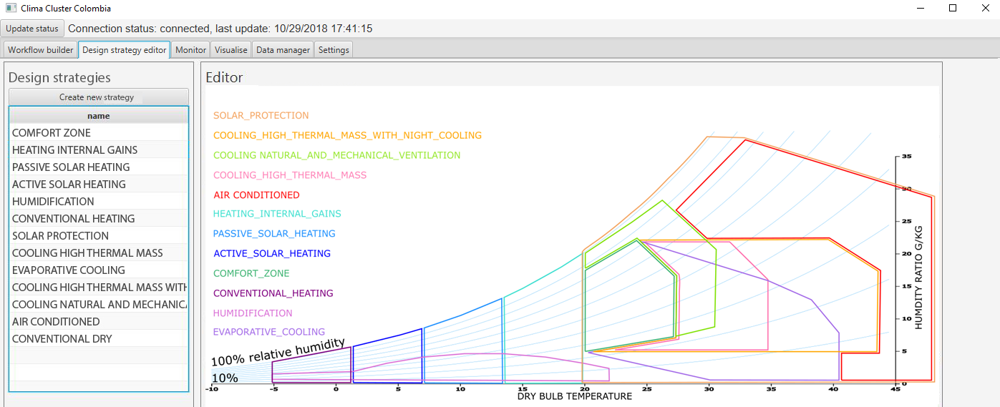 Clima Cluster Colombia
Update status Connection status: connected, last update: 10/29/2018 17:41:15
Workflow builder Design strategy editor Monitor Visualise Data manager Settings
Design strategies
Create new strategy
name
COMFORT ZONE
HEATING INTERNAL GAINS
PASSIVE SOLAR HEATING
ACTIVE SOLAR HEATING
HUMIDIFICATION
CONVENTIONAL HEATING
SOLAR PROTECTION
COOLING HIGH THERMAL MASS
EVAPORATIVE COOLING
COOLING HIGH THERMAL MASS WITH
COOLING NATURAL AND MECHANICA
AIR CONDITIONED
CONVENTIONAL DRY
Editor
SOLAR_PROTECTION
COOLING_HIGH_THERMAL_MASS_WITH_NIGHT_COOLING
COOLING NATURAL_AND_MECHANICAL_VENTILATION
COOLING_HIGH_THERMAL_MASS
AIR CONDITIONED
HEATING_INTERNAL_GAINS
PASSIVE_SOLAR_HEATING
ACTIVE_SOLAR_HEATING
COMFORT_ZONE
CONVENTIONAL_HEATING
HUMIDIFICATION
EVAPORATIVE_COOLING
100% relative humidity
10%
35
30
25
20
15
10
5
0
HUMDITY RATIO G/KG
-10 -5 0 5 10 15 20 25 30 35 40 45
DRY BULB TEMPERATURE